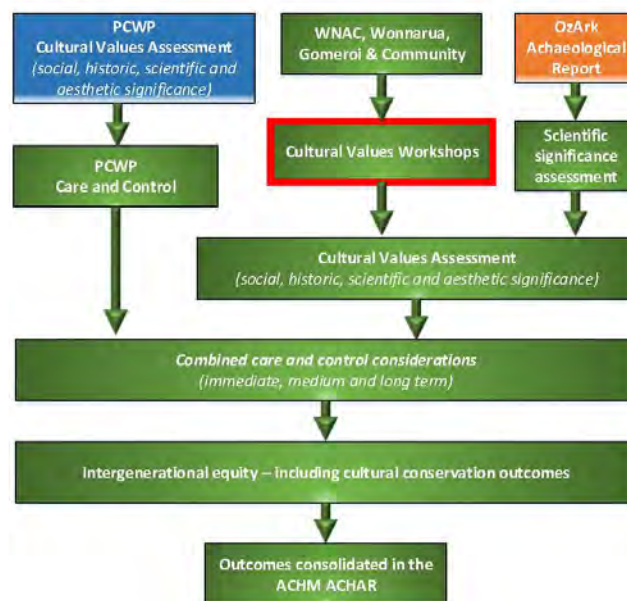 PCWP
Cultural Values Assessment
(social, historic, scientific and
aesthetic significance)
WNAC, Wonnarua,
Gomeroi & Community
OzArk
Achaeological
Report
PCWP
Care and Control
Cultural Values Workshops
Scientific
significance
assessment
Cultural Values Assessment
(social, historic, scientific and aesthetic significance)
Combined care and control considerations
(immediate, medium and long term)
Intergenerational equity – including cultural conservation outcomes
Outcomes consolidated in the
ACHM ACHAR